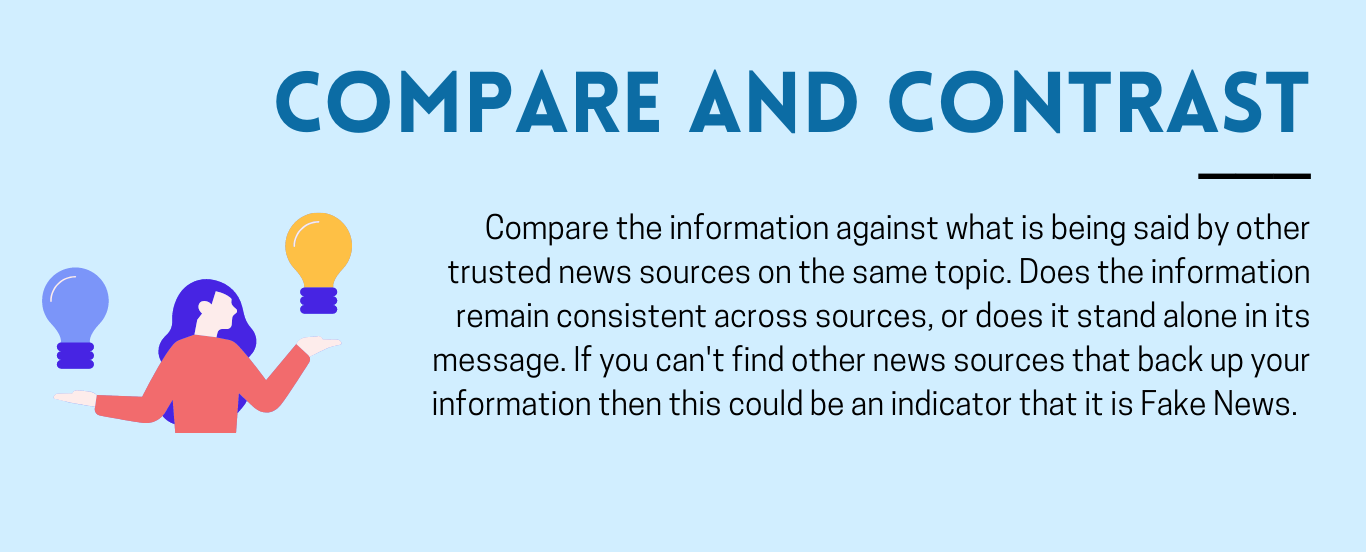 COMPARE AND CONTRAST
Compare the information against what is being said by other
trusted news sources on the same topic. Does the information
remain consistent across sources, or does it stand alone in its
message. If you can't find other news sources that back up your
information then this could be an indicator that it is Fake News.